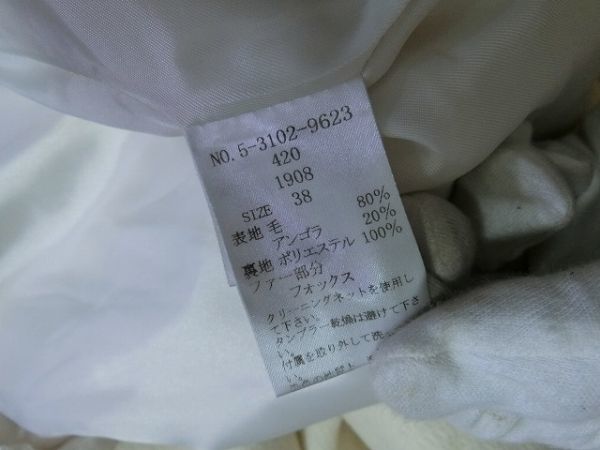 NO.5-3102-9623
420
1908
SIZE 38
表地 毛 80%
アンゴラ 20%
裏地 ポリエステル 100%
ファー部分
フォックス
クリーニングネットを使用し
て下さい。
タンブラー乾燥は避けて下さ
い。
付属を取り外して洗
い。